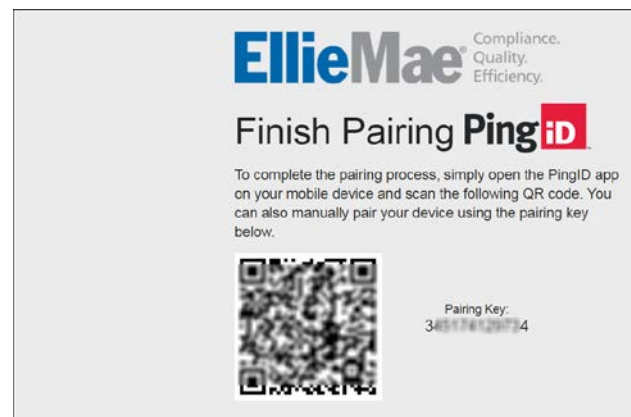 EllieMae®
Compliance.
Quality.
Efficiency.
Finish Pairing Ping iD
To complete the pairing process, simply open the PingID app
on your mobile device and scan the following QR code. You
can also manually pair your device using the pairing key
below.
Pairing Key: